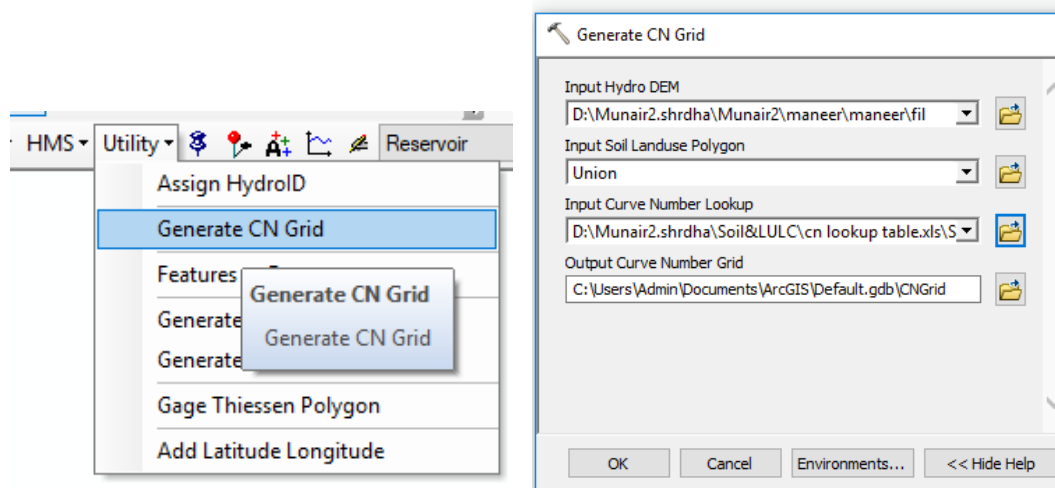 HMS Utility Reservoir
Assign HydroID
Generate CN Grid
Features
Generate CN Grid
Generate
Generate CN Grid
Generate
Gage Thiessen Polygon
Add Latitude Longitude
Generate CN Grid
Input Hydro DEM
D:\Munair2.shrdha\Munair2\maneer\maneer\fil
Input Soil Landuse Polygon
Union
Input Curve Number Lookup
D:\Munair2.shrdha\Soil&LULC\cn lookup table.xls\S
Output Curve Number Grid
C:\Users\Admin\Documents\ArcGIS\Default.gdb\CNGrid
OK Cancel Environments... << Hide Help